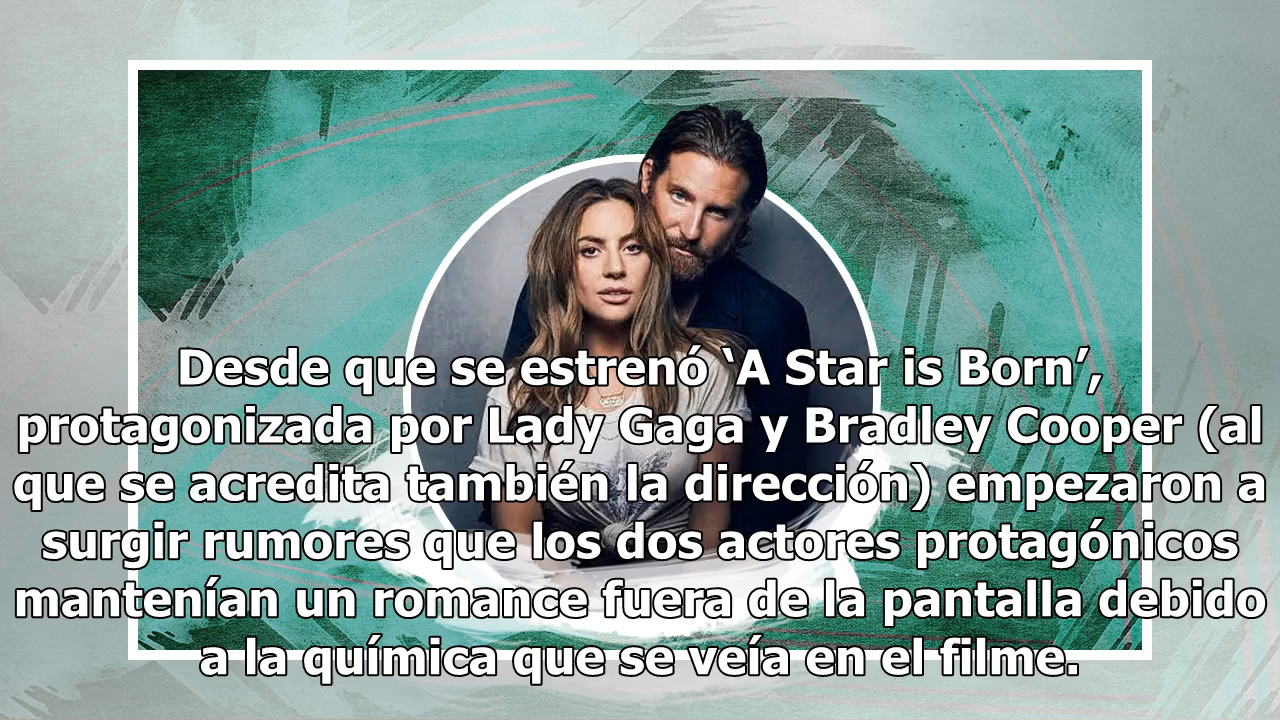 Desde que se estrenó ‘A Star is Born’,
protagonizada por Lady Gaga y Bradley Cooper (al
que se acredita también la dirección) empezaron a
surgir rumores que los dos actores protagónicos
mantenían un romance fuera de la pantalla debido
a la química que se veía en el filme.